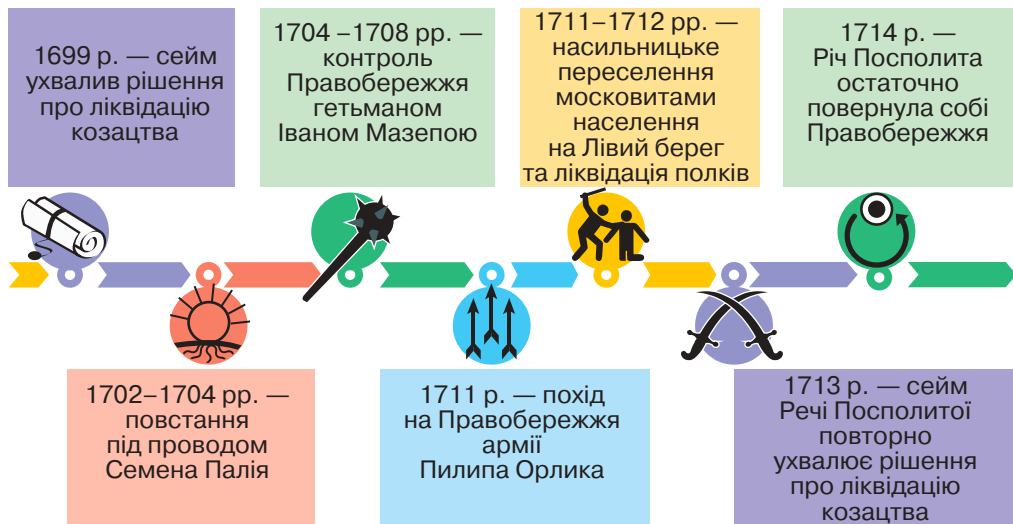 1699 р. — сейм
ухвалив рішення
про ліквідацію
козацтва
1704 –1708 рр. —
контроль
Правобережжя
гетьманом
Іваном Мазепою
1711–1712 рр. —
насильницьке
переселення
московитами
населення
на Лівий берег
та ліквідація полків
1714 р. —
Річ Посполита
остаточно
повернула собі
Правобережжя
1702–1704 рр. —
повстання
під проводом
Семена Палія
1711 р. — похід
на Правобережжя
армії
Пилипа Орлика
1713 р. — сейм
Речі Посполитої
повторно
ухвалює рішення
про ліквідацію
козацтва